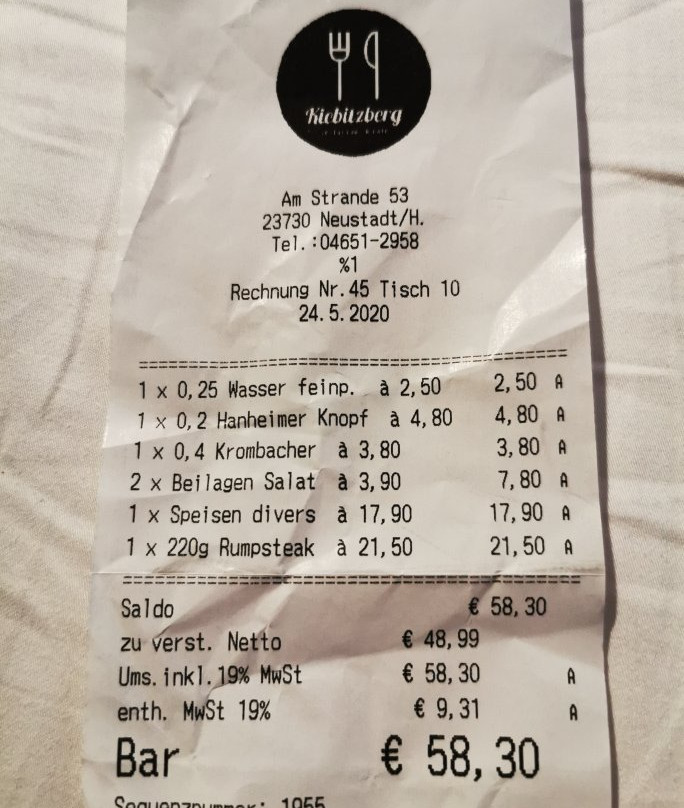 Kiebitzberg
Am Strande 53
23730 Neustadt/H.
Tel.:04651-2958
%1
Rechnung Nr.45 Tisch 10
24.5.2020
==========================================
1 x 0,25 Wasser feinp. à 2,50 2,50 A
1 x 0,2 Hanheimer Knopf à 4,80 4,80 A
1 x 0,4 Krombacher à 3,80 3,80 A
2 x Beilagen Salat à 3,90 7,80 A
1 x Speisen divers à 17,90 17,90 A
1 x 220g Rumpsteak à 21,50 21,50 A
==========================================
Saldo € 58,30
zu verst. Netto € 48,99
Ums.inkl.19% MwSt € 58,30 A
enth. MwSt 19% € 9,31 A
Bar € 58,30
Sequenznummer: 1955